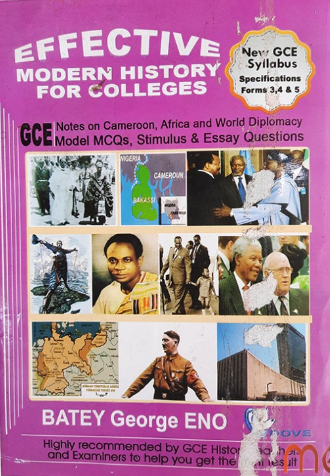 EFFECTIVE
MODERN HISTORY
FOR COLLEGES
New GCE
Syllabus
Specifications
Forms 3,4 & 5
GCE Notes on Cameroon, Africa and World Diplomacy
Model MCQs, Stimulus & Essay Questions
NIGERIA
CAMEROUN
BAKASSI
BATEY George ENO
DOVE
Highly recommended by GCE History
and Examiners to help you get the result